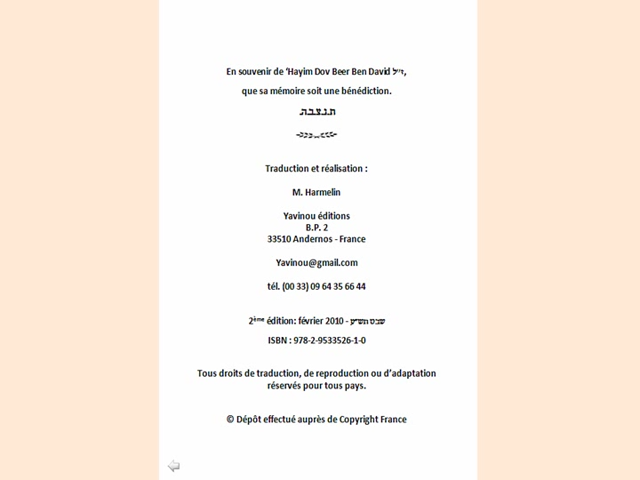 En souvenir de ‘Hayim Dov Beer Ben David ז״ל,
que sa mémoire soit une bénédiction.
ת.נ.צ.ב.ה.
Traduction et réalisation :
M. Harmelin
Yavinou éditions
B.P. 2
33510 Andernos - France
Yavinou@gmail.com
tél. (00 33) 09 64 35 66 44
2ème édition: février 2010 - שבט תש״ע
ISBN : 978-2-9533526-1-0
Tous droits de traduction, de reproduction ou d’adaptation
réservés pour tous pays.
© Dépôt effectué auprès de Copyright France